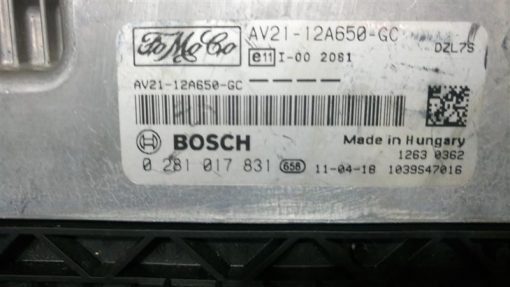 FoMoCo AV21-12A650-GC
DZL7S
e11 I-00 2081
AV21-12A650-GC — — — —
BOSCH Made in Hungary
1263 0362
0 281 017 831 658 11-04-18 1039S47016